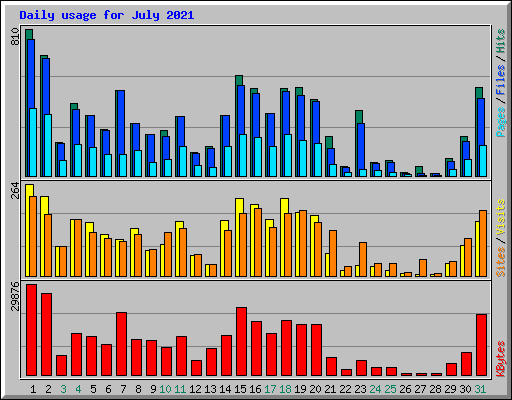 Daily usage for July 2021
810
264
29876
Pages/Files/Hits
Sites/Visits
KBytes
1 2 3 4 5 6 7 8 9 10 11 12 13 14 15 16 17 18 19 20 21 22 23 24 25 26 27 28 29 30 31